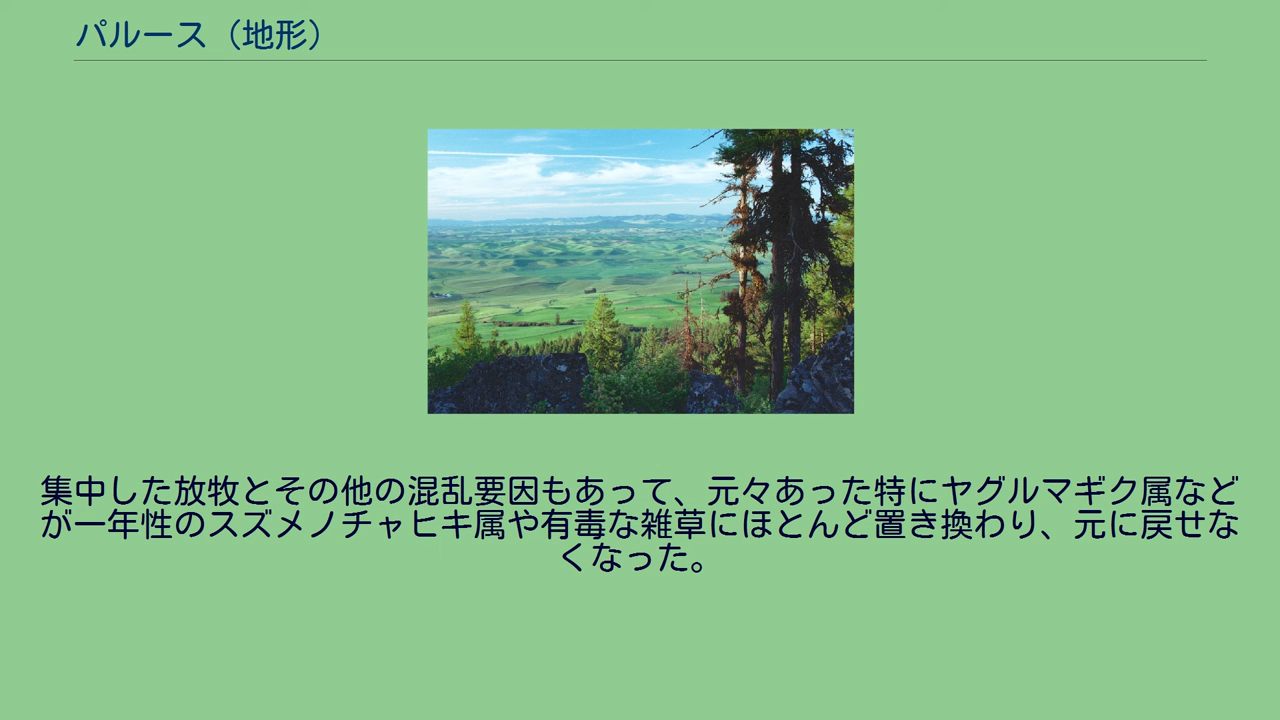 パルース（地形）
集中した放牧とその他の混乱要因もあって、元々あった特にヤグルマギク属など
が一年性のスズメノチャヒキ属や有毒な雑草にほとんど置き換わり、元に戻せな
くなった。